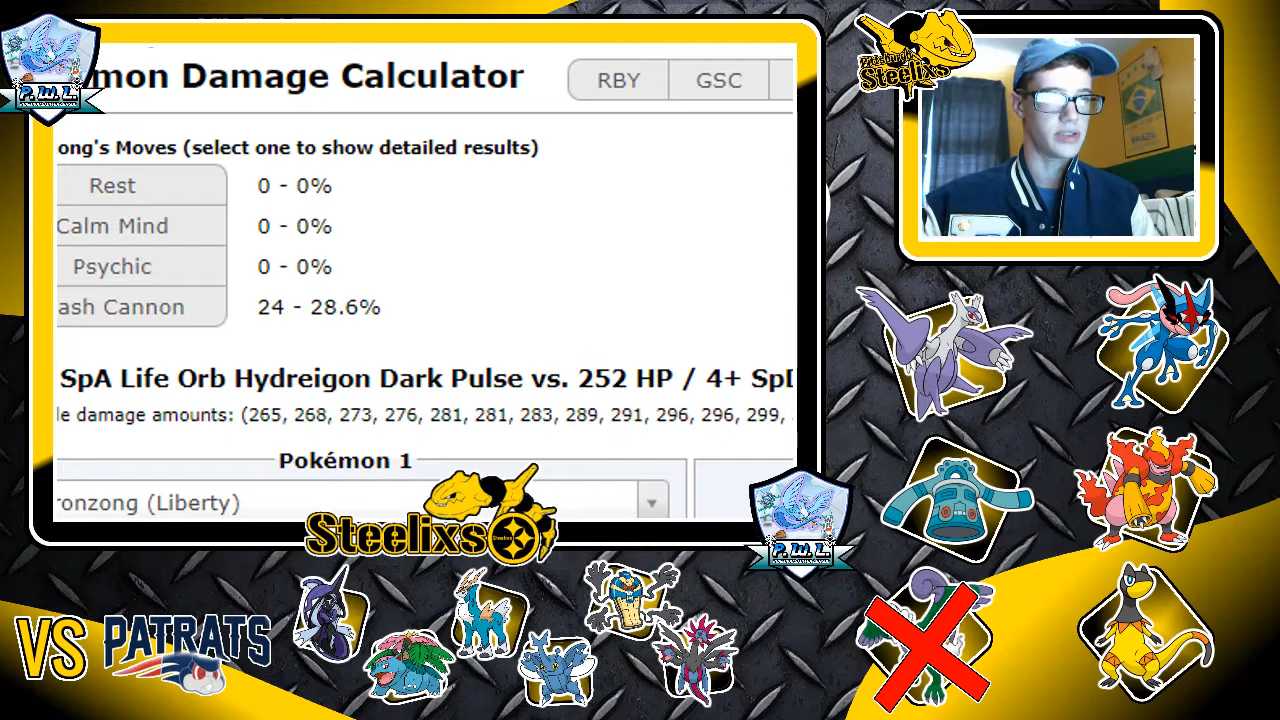 mon Damage Calculator
RBY
GSC
ong's Moves (select one to show detailed results)
Rest 0 - 0%
Calm Mind 0 - 0%
Psychic 0 - 0%
ash Cannon 24 - 28.6%
SpA Life Orb Hydreigon Dark Pulse vs. 252 HP / 4+ SpD
le damage amounts: (265, 268, 273, 276, 281, 281, 283, 289, 291, 296, 296, 299,
Pokémon 1
ronzong (Liberty)
Steelixs
Steelixs
P.W.L.
P.W.L.
BRAZIL
VS PATRATS